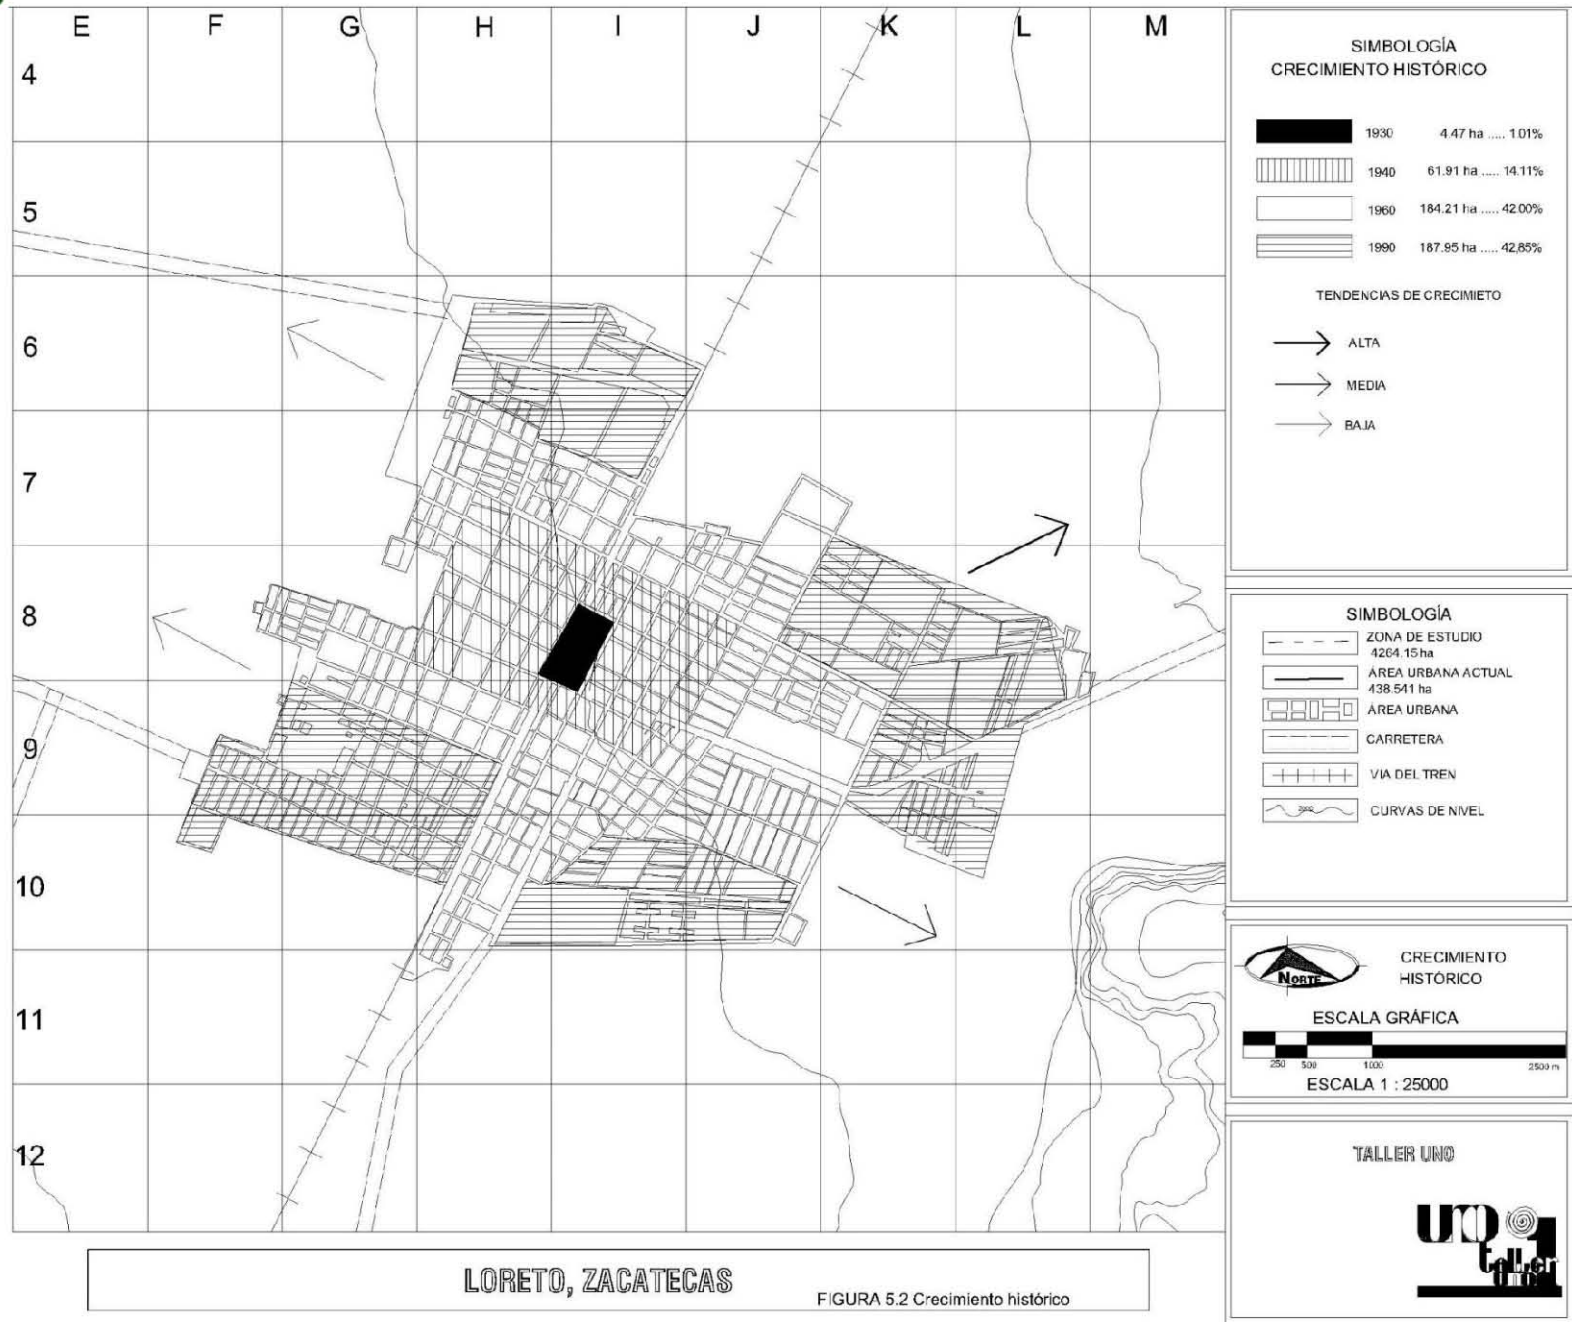 E F G H I J K L M
4
5
6
7
8
9
10
11
12
SIMBOLOGÍA
CRECIMIENTO HISTÓRICO
1930 4.47 ha ..... 1.01%
1940 61.91 ha ..... 14.11%
1960 184.21 ha ..... 42.00%
1990 187.95 ha ..... 42.85%
TENDENCIAS DE CRECIMIETO
ALTA
MEDIA
BAJA
SIMBOLOGÍA
ZONA DE ESTUDIO
4264.15 ha
ÁREA URBANA ACTUAL
438.541 ha
ÁREA URBANA
CARRETERA
VIA DEL TREN
CURVAS DE NIVEL
NORTE
CRECIMIENTO
HISTÓRICO
ESCALA GRÁFICA
250 500 1000 2500 m
ESCALA 1 : 25000
TALLER UNO
uno
taller
uno
1
LORETO, ZACATECAS
FIGURA 5.2 Crecimiento histórico